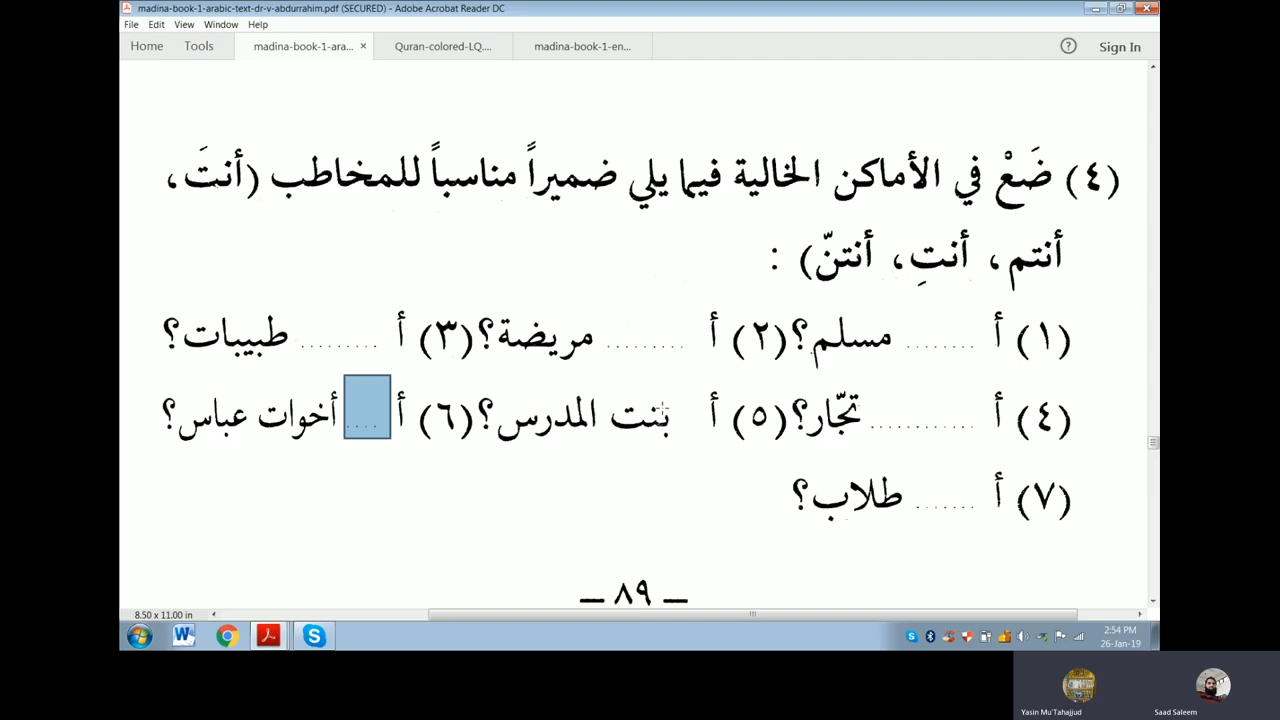 madina-book-1-arabic-text-dr-v-abdurrahim.pdf (SECURED) - Adobe Acrobat Reader DC
File Edit View Window Help
Home Tools madina-book-1-ara... × Quran-colored-LQ.... madina-book-1-en... ? Sign In
(٤) ضَعْ في الأماكن الخالية فيما يلي ضميراً مناسباً للمخاطب (أنتَ،
أنتم، أنتِ، أنتنّ) :
(١) أ ........ مسلم؟ (٢) أ ......... مريضة؟ (٣) أ ......... طبيبات؟
(٤) أ ............ تجّار؟ (٥) أ بنت المدرس؟ (٦) أ .... أخوات عباس؟
(٧) أ ....... طلاب؟
— ٨٩ —
8.50 x 11.00 in
2:54 PM
26-Jan-19
Yasin Mu'Tahajjud Saad Saleem